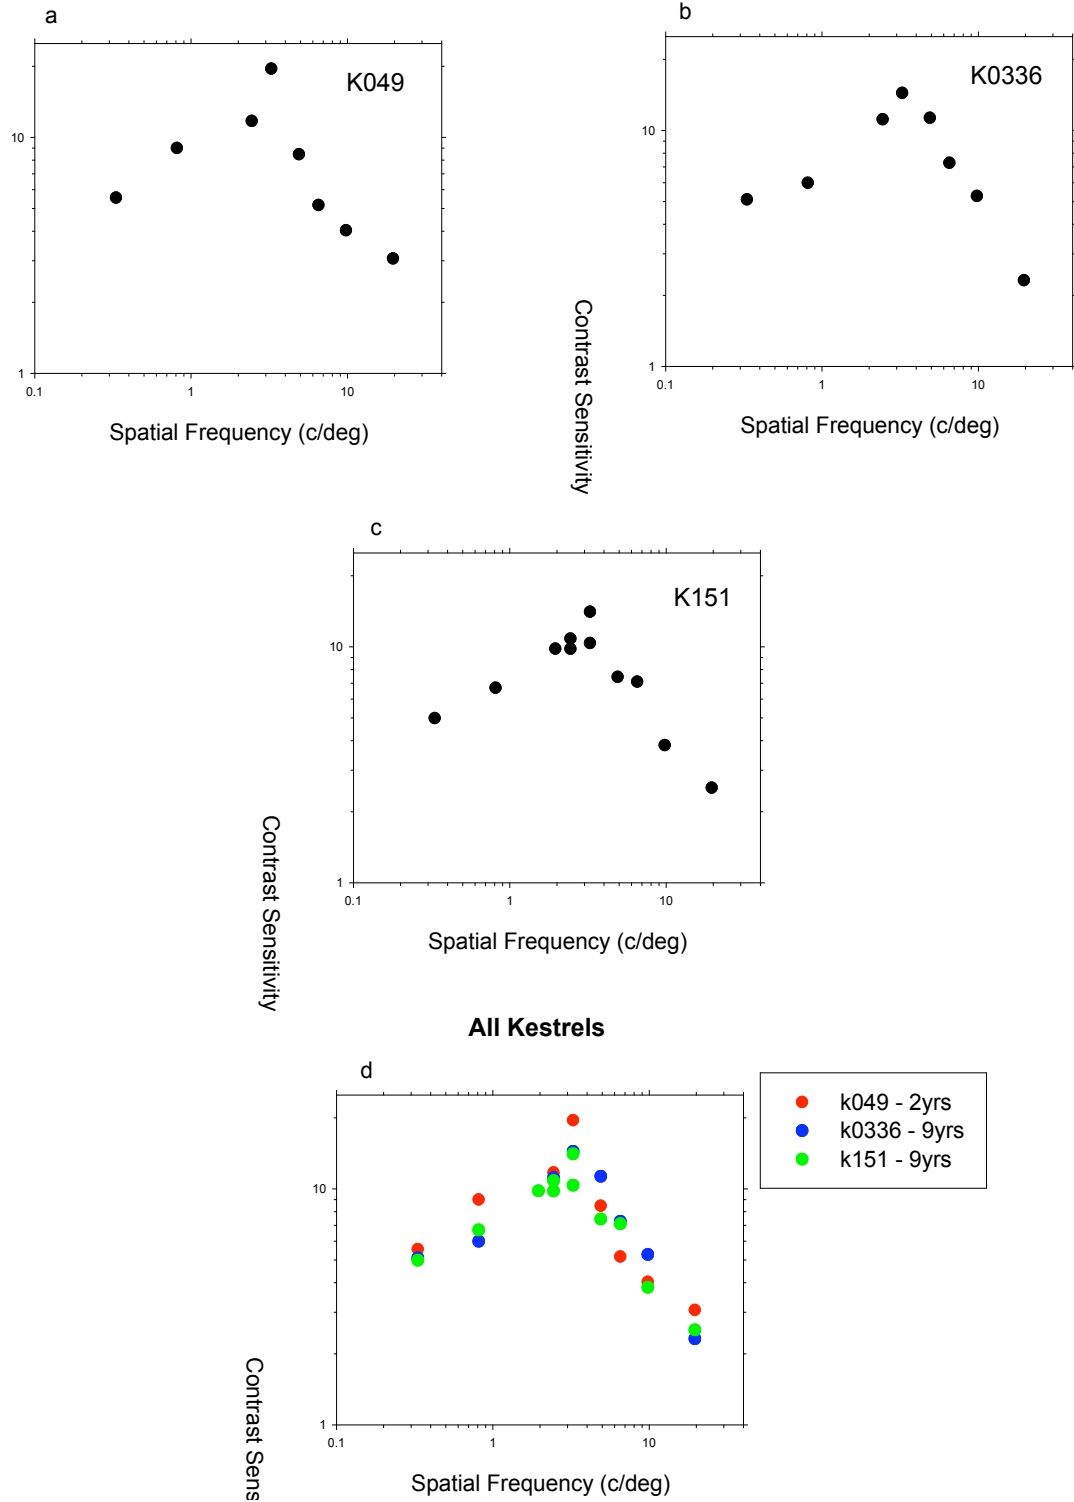 a
K049
10
1
0.1
1
10
Spatial Frequency (c/deg)
b
K0336
10
1
0.1
1
10
Contrast Sensitivity
Spatial Frequency (c/deg)
c
K151
10
1
0.1
1
10
Contrast Sensitivity
Spatial Frequency (c/deg)
All Kestrels
d
k049 - 2yrs
k0336 - 9yrs
k151 - 9yrs
10
1
0.1
1
10
Contrast Sens
Spatial Frequency (c/deg)